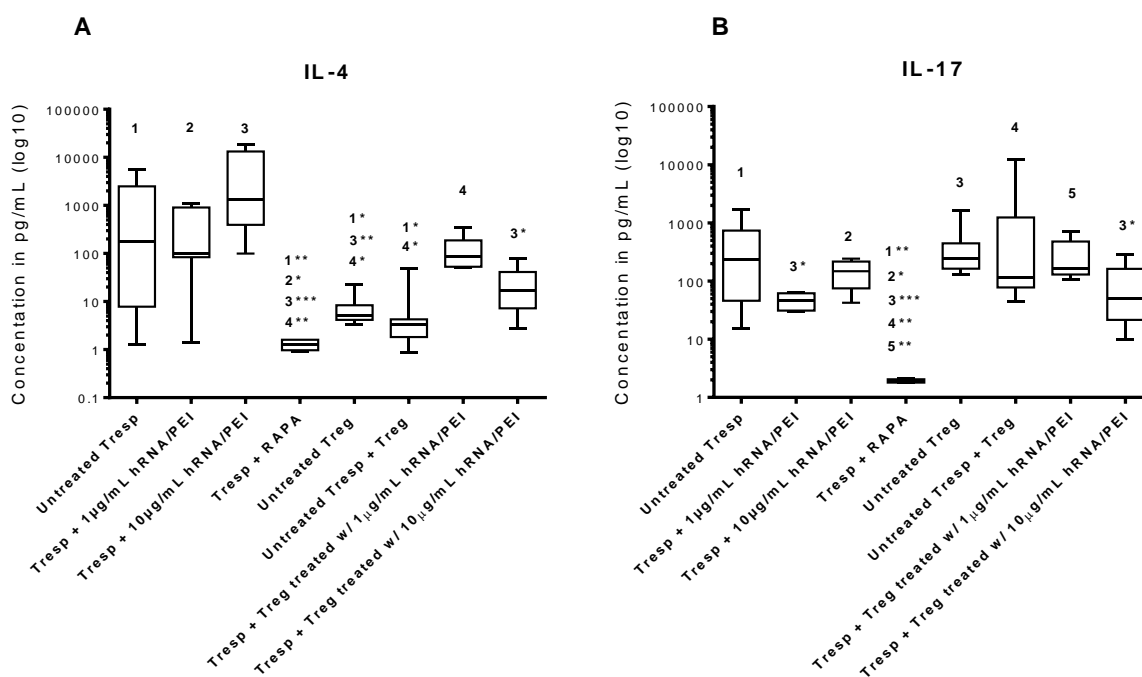 A
IL-4
Concentration in pg/mL (log10)
100000
10000
1000
100
10
1
0.1
1
2
3
1**
2*
3***
4**
1*
3**
4*
1*
4*
4
3*
Untreated Tresp
Tresp + 1µg/mL hRNA/PEI
Tresp + 10µg/mL hRNA/PEI
Tresp + RAPA
Untreated Treg
Untreated Tresp + Treg
Tresp + Treg treated w/ 1µg/mL hRNA/PEI
Tresp + Treg treated w/ 10µg/mL hRNA/PEI
B
IL-17
Concentration in pg/mL (log10)
100000
10000
1000
100
10
1
1
3*
2
1**
2*
3***
4**
5**
3
4
5
3*
Untreated Tresp
Tresp + 1µg/mL hRNA/PEI
Tresp + 10µg/mL hRNA/PEI
Tresp + RAPA
Untreated Treg
Untreated Tresp + Treg
Tresp + Treg treated w/ 1µg/mL hRNA/PEI
Tresp + Treg treated w/ 10µg/mL hRNA/PEI